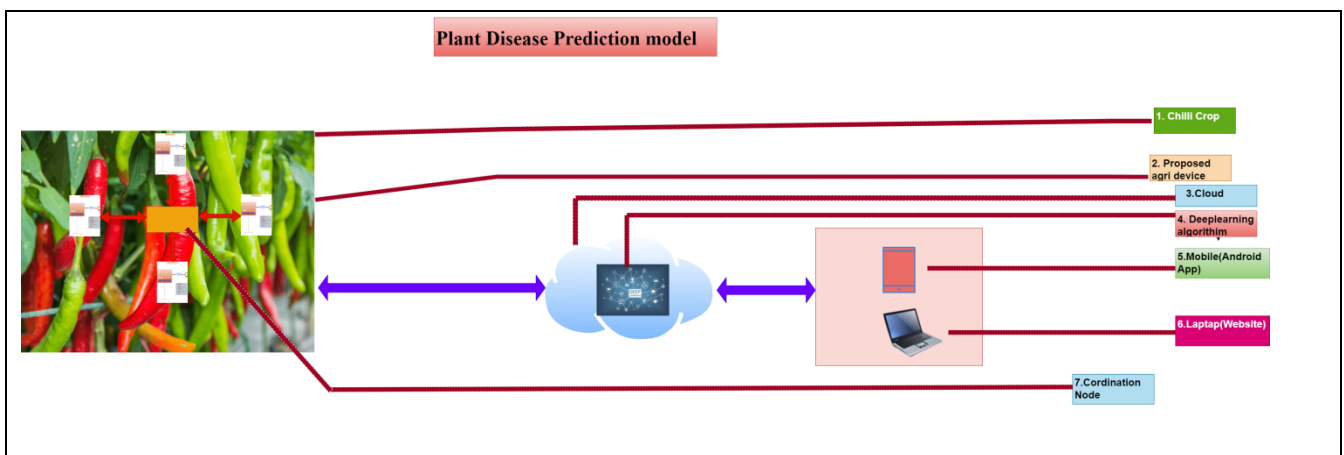 Plant Disease Prediction model
1. Chilli Crop
2. Propored
agri device
3.Cloud
4. Deeplearning
algorithim
5.Mobile(Android
App)
6.Laptap(Website)
7.Cordination
Node